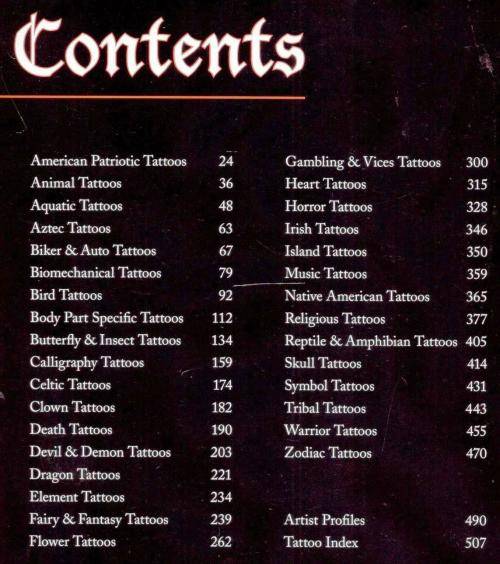 Contents
American Patriotic Tattoos 24
Animal Tattoos 36
Aquatic Tattoos 48
Aztec Tattoos 63
Biker & Auto Tattoos 67
Biomechanical Tattoos 79
Bird Tattoos 92
Body Part Specific Tattoos 112
Butterfly & Insect Tattoos 134
Calligraphy Tattoos 159
Celtic Tattoos 174
Clown Tattoos 182
Death Tattoos 190
Devil & Demon Tattoos 203
Dragon Tattoos 221
Element Tattoos 234
Fairy & Fantasy Tattoos 239
Flower Tattoos 262
Gambling & Vices Tattoos 300
Heart Tattoos 315
Horror Tattoos 328
Irish Tattoos 346
Island Tattoos 350
Music Tattoos 359
Native American Tattoos 365
Religious Tattoos 377
Reptile & Amphibian Tattoos 405
Skull Tattoos 414
Symbol Tattoos 431
Tribal Tattoos 443
Warrior Tattoos 455
Zodiac Tattoos 470
Artist Profiles 490
Tattoo Index 507